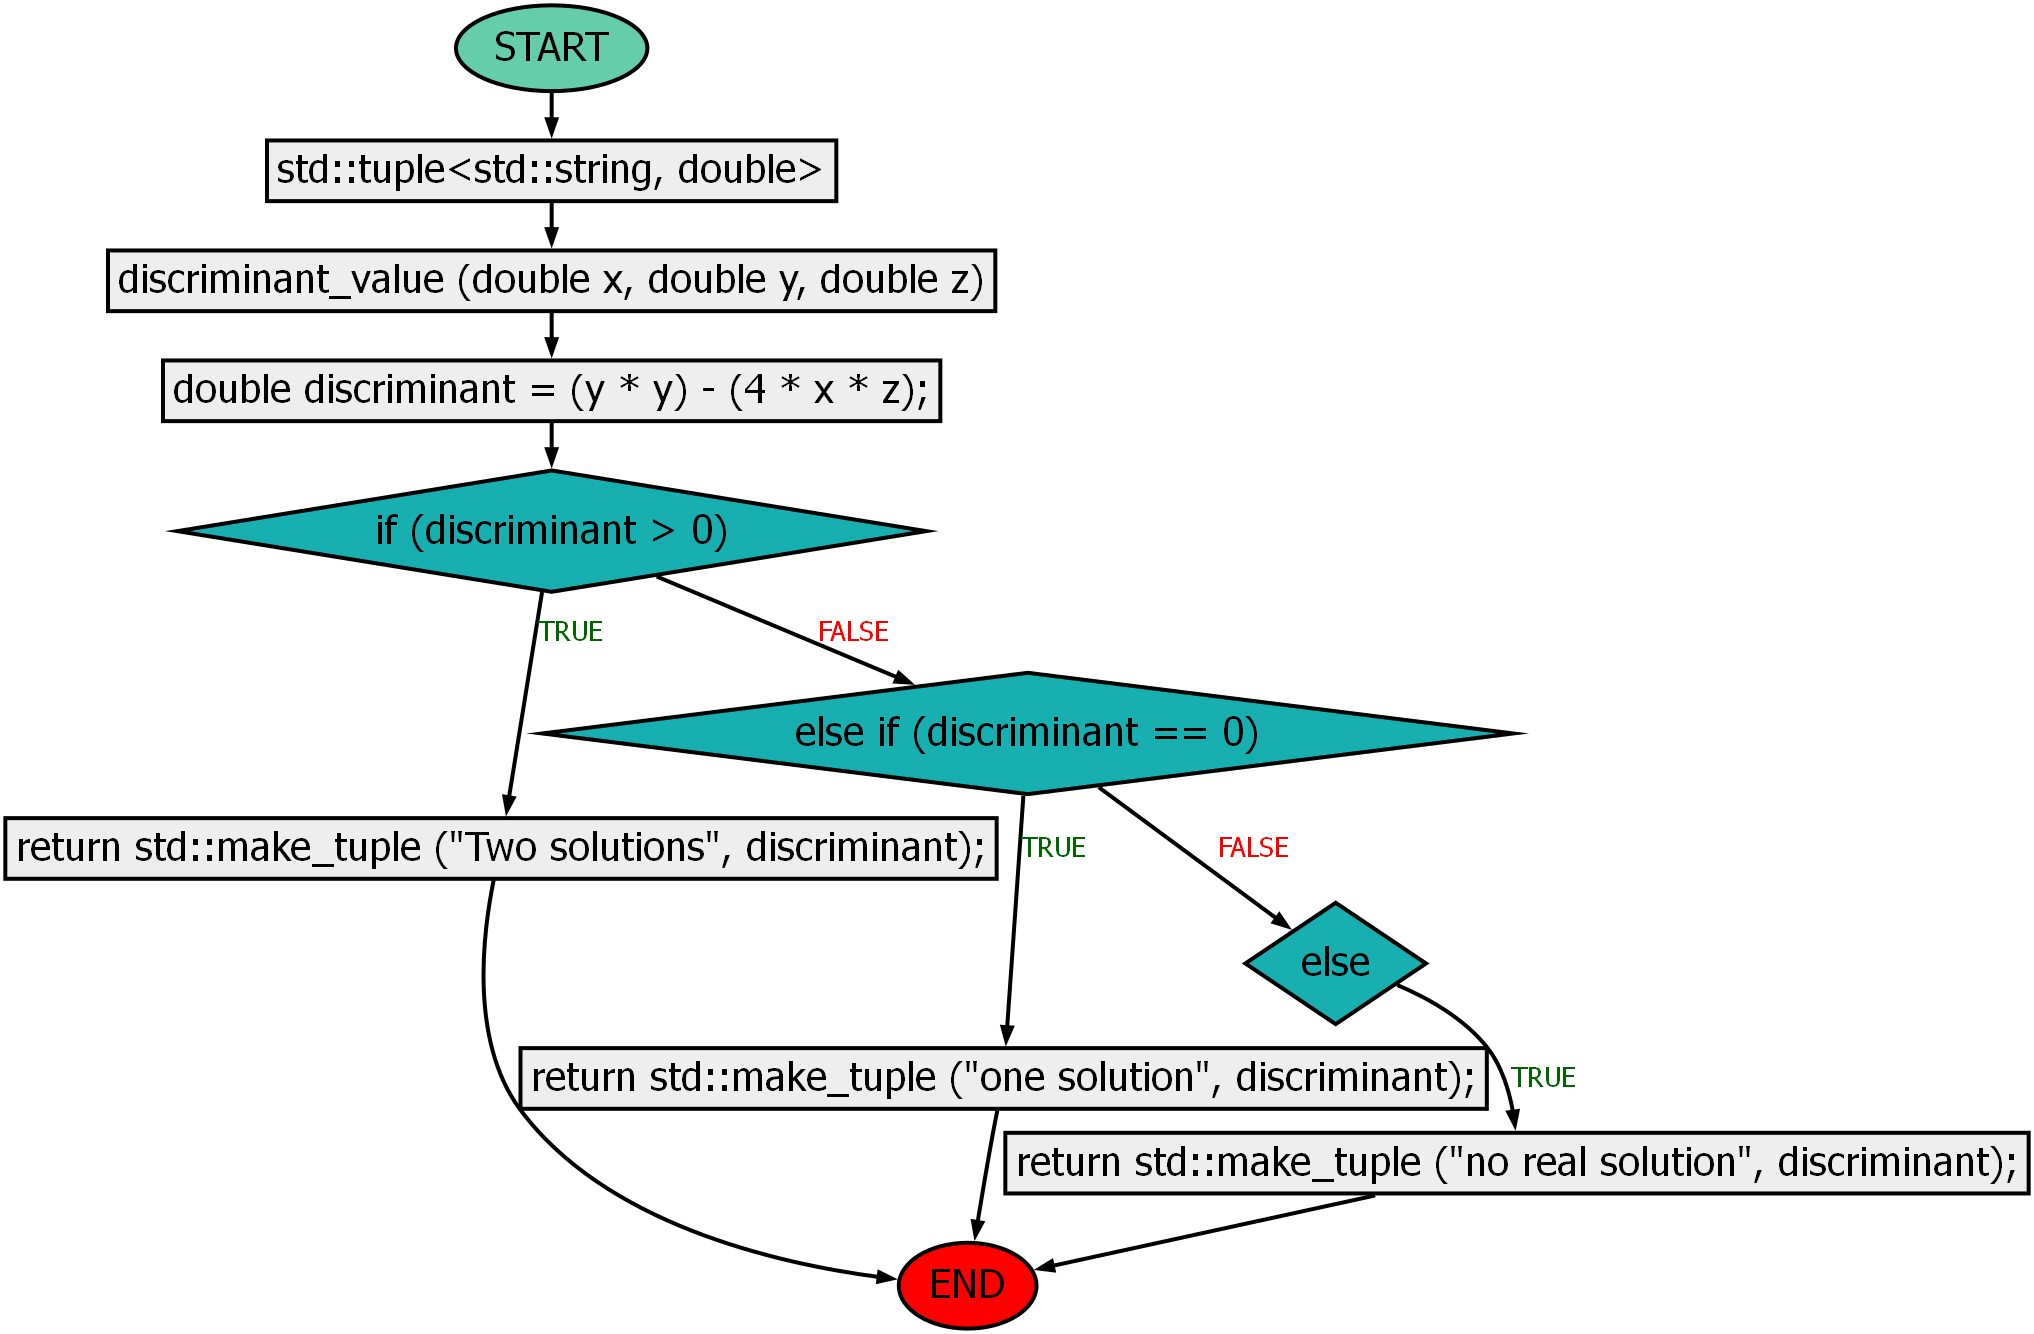 START
std::tuple<std::string, double>
discriminant_value (double x, double y, double z)
double discriminant = (y * y) - (4 * x * z);
if (discriminant > 0)
TRUE
FALSE
else if (discriminant == 0)
return std::make_tuple ("Two solutions", discriminant);
TRUE
FALSE
else
return std::make_tuple ("one solution", discriminant);
TRUE
return std::make_tuple ("no real solution", discriminant);
END